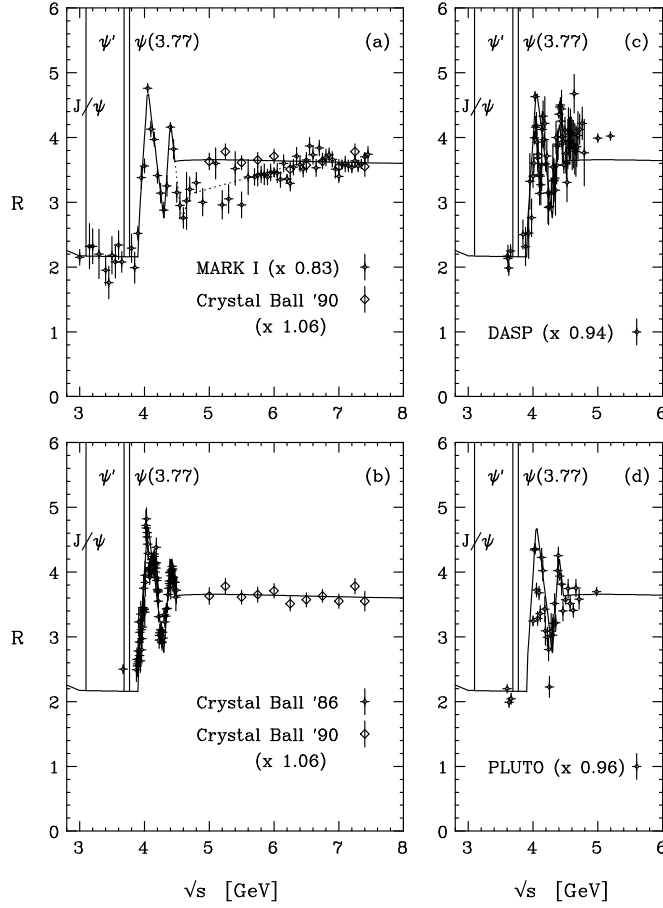 6
5
4
3
2
1
0
R
ψ' ψ(3.77) (a)
J/ψ
MARK I (x 0.83)
Crystal Ball '90
(x 1.06)
3 4 5 6 7 8
6
5
4
3
2
1
0
ψ' ψ(3.77) (c)
J/ψ
DASP (x 0.94)
3 4 5 6
6
5
4
3
2
1
0
R
ψ' ψ(3.77) (b)
J/ψ
Crystal Ball '86
Crystal Ball '90
(x 1.06)
3 4 5 6 7 8
√s [GeV]
6
5
4
3
2
1
0
ψ' ψ(3.77) (d)
J/ψ
PLUTO (x 0.96)
3 4 5 6
√s [GeV]